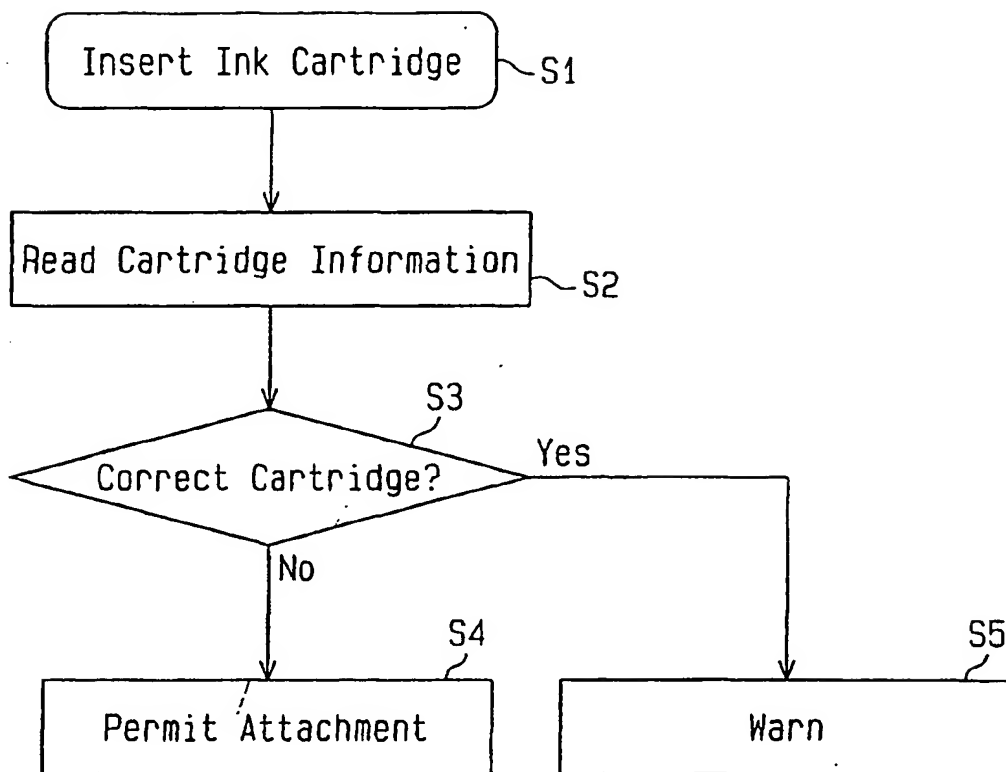 Insert Ink Cartridge
S1
Read Cartridge Information
S2
S3
Correct Cartridge?
Yes
No
S4
S5
Permit Attachment
Warn